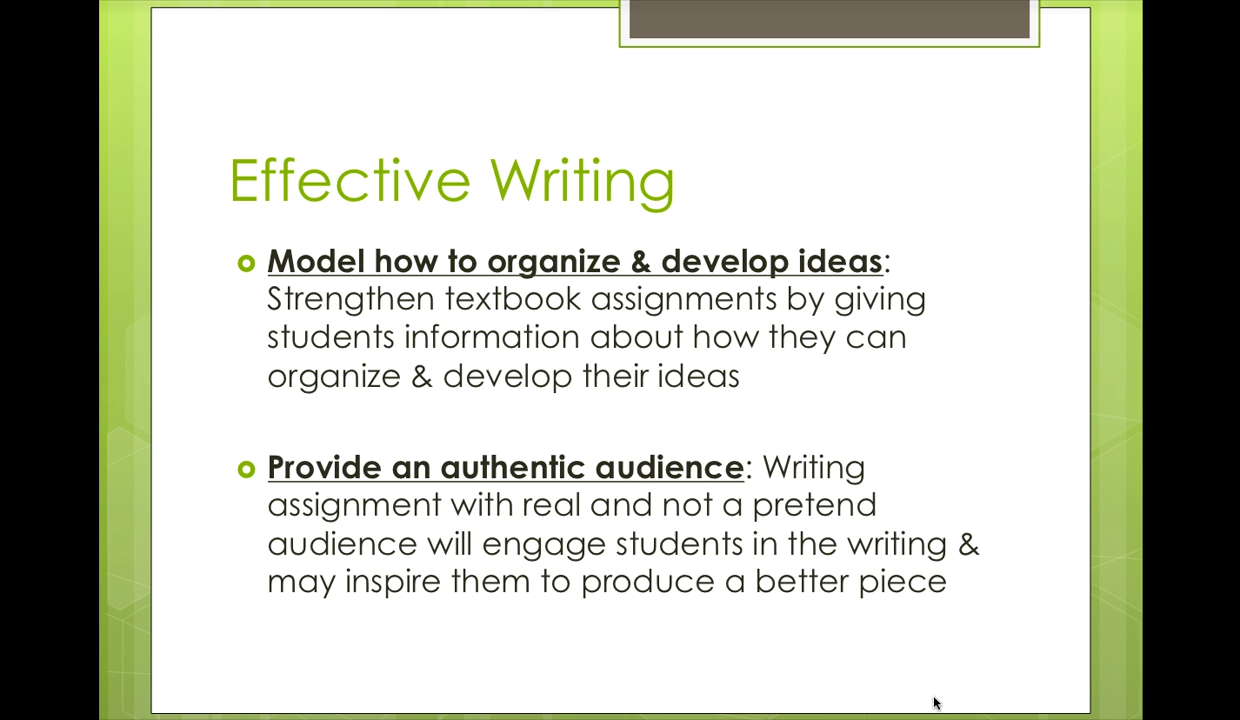 Effective Writing
Model how to organize & develop ideas:
Strengthen textbook assignments by giving
students information about how they can
organize & develop their ideas
Provide an authentic audience: Writing
assignment with real and not a pretend
audience will engage students in the writing &
may inspire them to produce a better piece